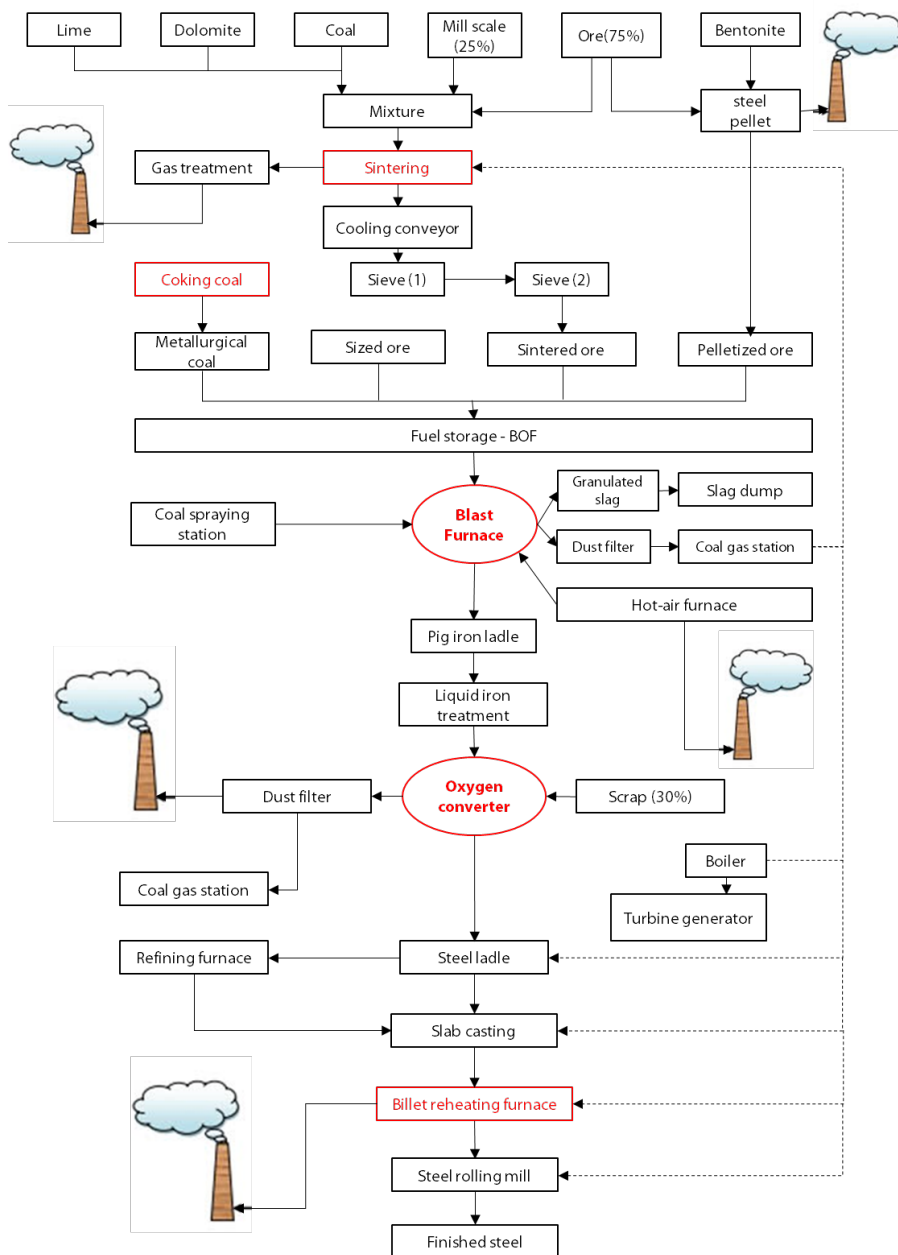 Lime
Dolomite
Coal
Mill scale
(25%)
Ore(75%)
Bentonite
Mixture
steel
pellet
Gas treatment
Sintering
Cooling conveyor
Coking coal
Sieve (1)
Sieve (2)
Metallurgical
coal
Sized ore
Sintered ore
Pelletized ore
Fuel storage - BOF
Coal spraying
station
Blast
Furnace
Granulated
slag
Slag dump
Dust filter
Coal gas station
Hot-air furnace
Pig iron ladle
Liquid iron
treatment
Dust filter
Oxygen
converter
Scrap (30%)
Coal gas station
Boiler
Turbine generator
Refining furnace
Steel ladle
Slab casting
Billet reheating furnace
Steel rolling mill
Finished steel